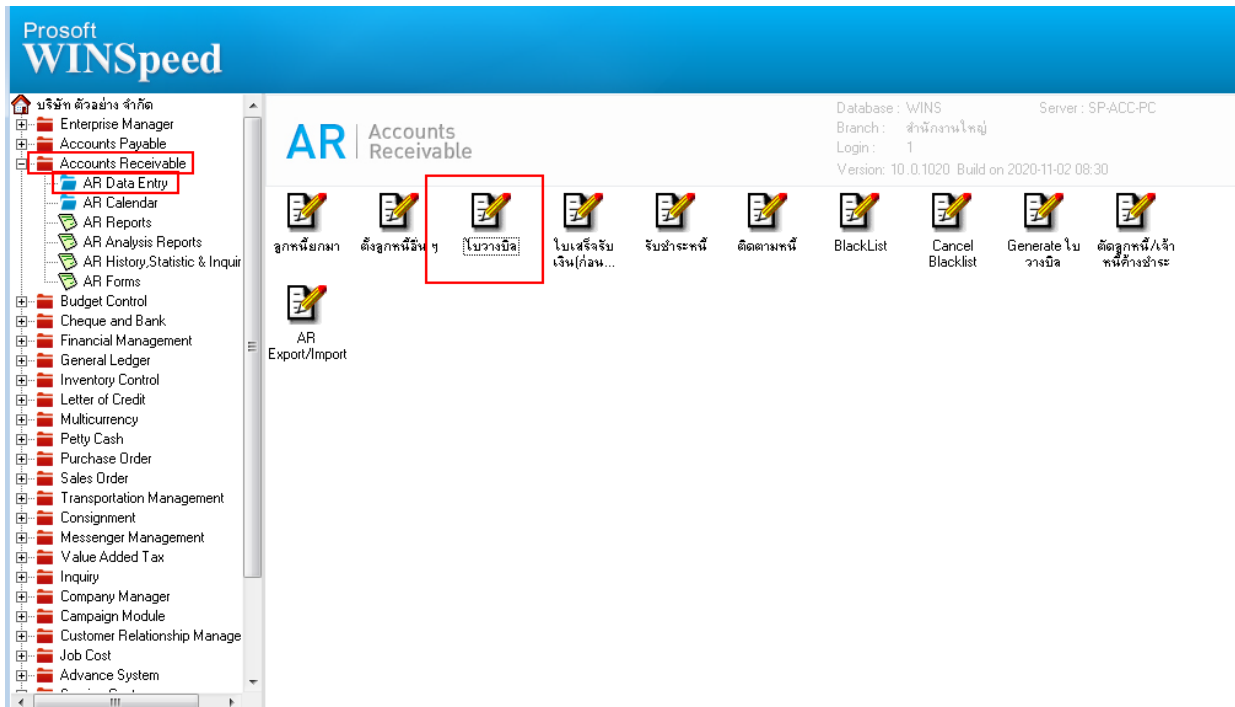 Prosoft
WINSpeed
บริษัท ตัวอย่าง จำกัด
Enterprise Manager
Accounts Payable
Accounts Receivable
AR Data Entry
AR Calendar
AR Reports
AR Analysis Reports
AR History,Statistic & Inquir
AR Forms
Budget Control
Cheque and Bank
Financial Management
General Ledger
Inventory Control
Letter of Credit
Multicurrency
Petty Cash
Purchase Order
Sales Order
Transportation Management
Consignment
Messenger Management
Value Added Tax
Inquiry
Company Manager
Campaign Module
Customer Relationship Manage
Job Cost
Advance System
AR Accounts
Receivable
Database : WINS Server : SP-ACC-PC
Branch : สำนักงานใหญ่
Login : 1
Version: 10.0.1020 Build on 2020-11-02 08:30
ลูกหนี้ยกมา ตั้งลูกหนี้อื่น ๆ ใบวางบิล ใบเสร็จรับ รับชำระหนี้ ติดตามหนี้ BlackList Cancel Generate ใบ ตัดลูกหนี้/เจ้า
เงิน(ก่อน... Blacklist วางบิล หนี้ค้างชำระ
AR
Export/Import